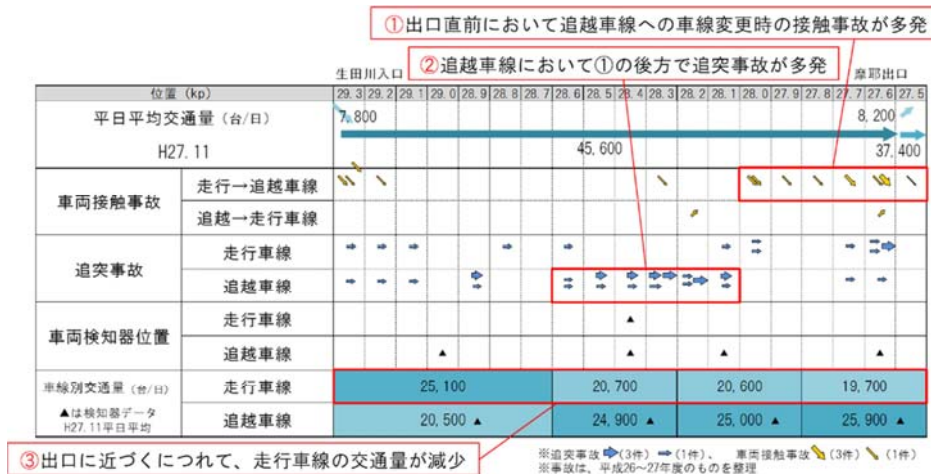 ①出口直前において追越車線への車線変更時の接触事故が多発
②追越車線において①の後方で追突事故が多発
生田川入口 摩耶出口
位置 (kp) 29.3 29.2 29.1 29.0 28.9 28.8 28.7 28.6 28.5 28.4 28.3 28.2 28.1 28.0 27.9 27.8 27.7 27.6 27.5
平日平均交通量 (台/日) 7,800 8,200
H27.11 45,600 37,400
車両接触事故 走行→追越車線
追越→走行車線
追突事故 走行車線
追越車線
車両検知器位置 走行車線 ▲
追越車線 ▲ ▲ ▲ ▲
車線別交通量 (台/日) 走行車線 25,100 20,700 20,600 19,700
▲は検知器データ
H27.11平日平均
追越車線 20,500 ▲ 24,900 ▲ 25,000 ▲ 25,900 ▲
③出口に近づくにつれて、走行車線の交通量が減少
※追突事故 (3件) (1件)、 車両接触事故 (3件) (1件)
※事故は、平成26~27年度のものを整理